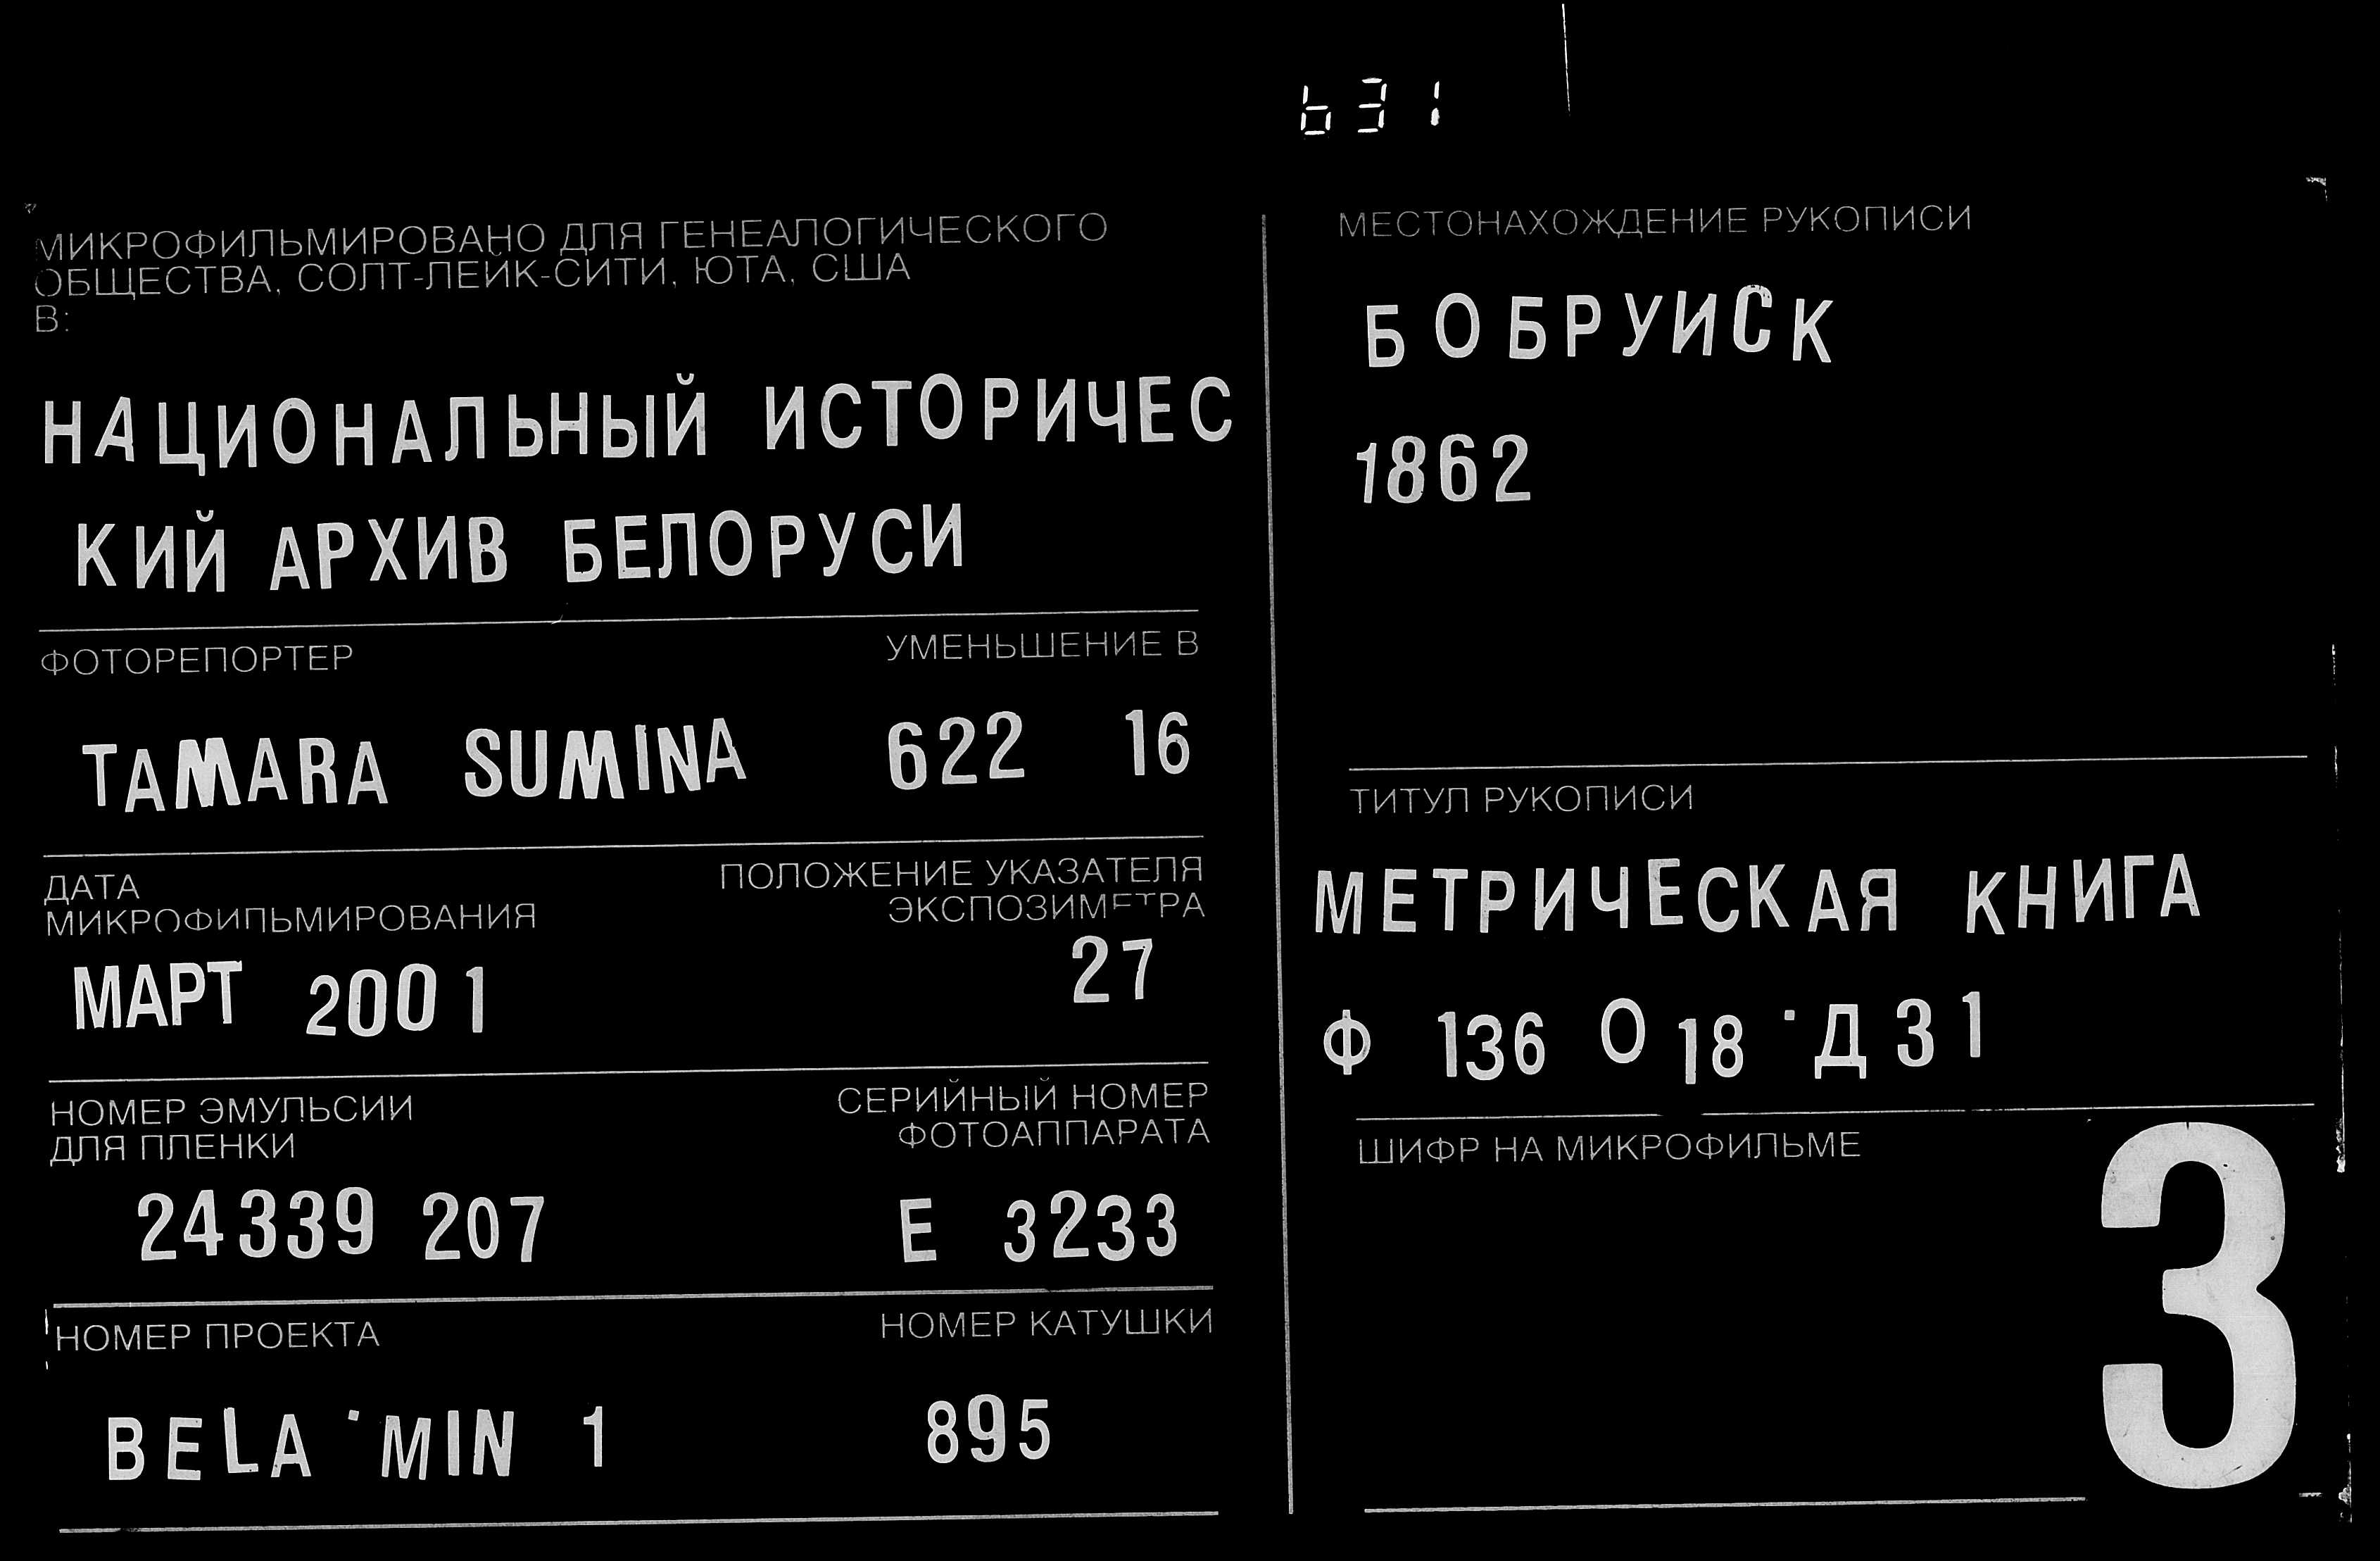 631
МИКРОФИЛЬМИРОВАНО ДЛЯ ГЕНЕАЛОГИЧЕСКОГО
ОБЩЕСТВА, СОЛТ-ЛЕЙК-СИТИ, ЮТА, США
В:
НАЦИОНАЛЬНЫЙ ИСТОРИЧЕС
КИЙ АРХИВ БЕЛОРУСИ
ФОТОРЕПОРТЕР УМЕНЬШЕНИЕ В
TAMARA SUMINA 622 16
ДАТА
МИКРОФИЛЬМИРОВАНИЯ
ПОЛОЖЕНИЕ УКАЗАТЕЛЯ
ЭКСПОЗИМЕТРА
МАРТ 2001 27
НОМЕР ЭМУЛЬСИИ
ДЛЯ ПЛЕНКИ
СЕРИЙНЫЙ НОМЕР
ФОТОАППАРАТА
24339 207 E 3233
НОМЕР ПРОЕКТА НОМЕР КАТУШКИ
BELA MIN 1 895
МЕСТОНАХОЖДЕНИЕ РУКОПИСИ
БОБРУИСК
1862
ТИТУЛ РУКОПИСИ
МЕТРИЧЕСКАЯ КНИГА
Ф 136 О 18 Д 31
ШИФР НА МИКРОФИЛЬМЕ
3